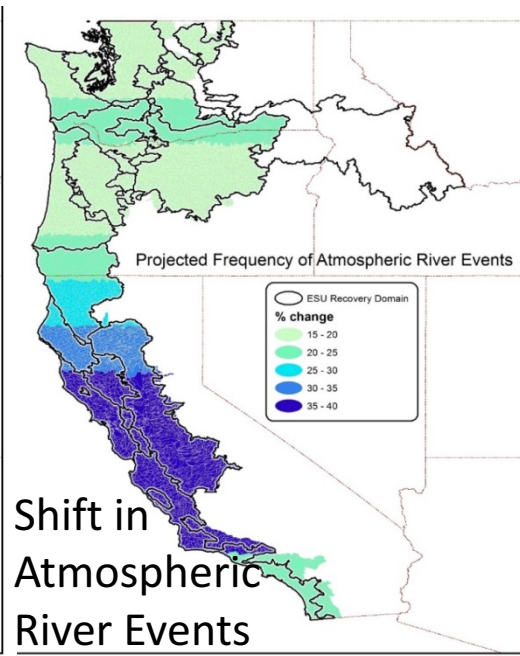 Projected Frequency of Atmospheric River Events
ESU Recovery Domain
% change
15 - 20
20 - 25
25 - 30
30 - 35
35 - 40
Shift in
Atmospheric
River Events